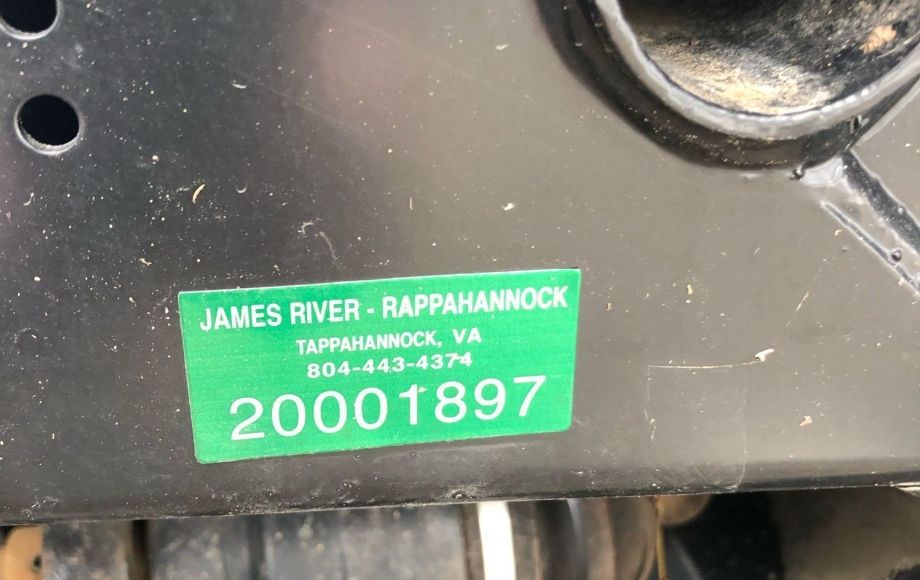 JAMES RIVER - RAPPAHANNOCK
TAPPAHANNOCK, VA
804-443-4374
20001897